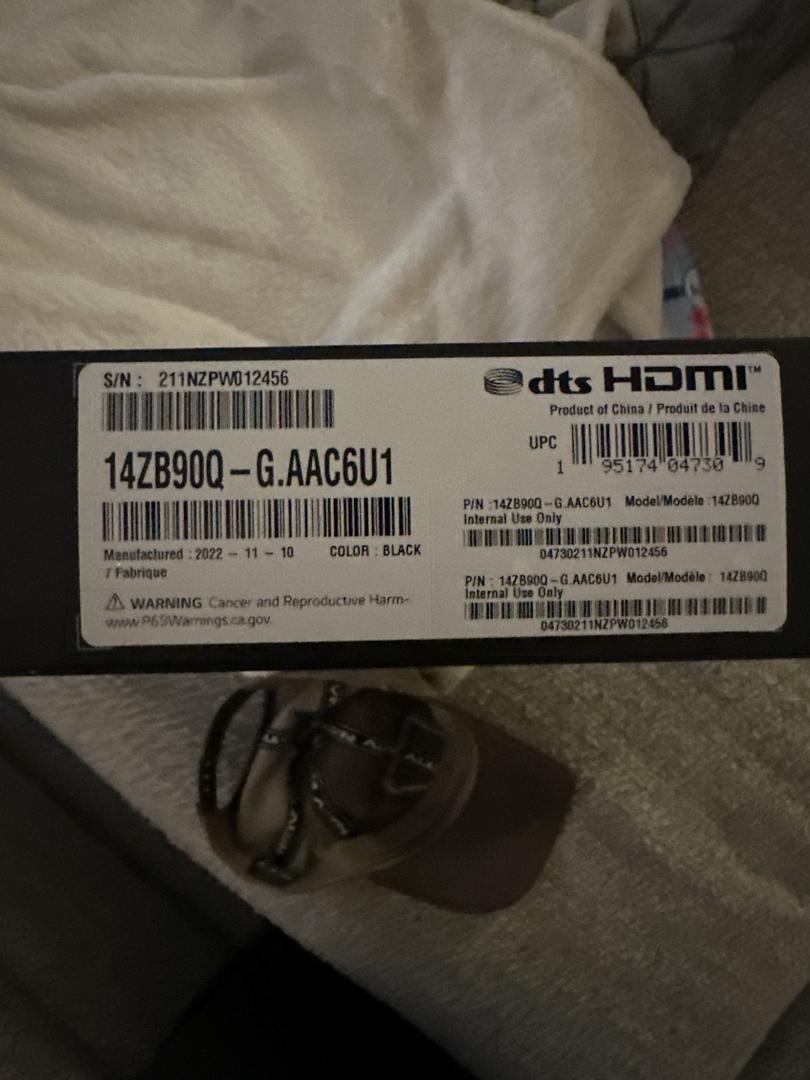 S/N : 211NZPW012456
14ZB90Q – G.AAC6U1
Manufactured : 2022 – 11 – 10 COLOR : BLACK
/ Fabrique
WARNING Cancer and Reproductive Harm-
www.P65Warnings.ca.gov.
dts HDMI™
Product of China / Produit de la Chine
UPC
1 95174 04730 9
P/N :14ZB90Q–G.AAC6U1 Model/Modèle :14ZB90Q
Internal Use Only
04730211NZPW012456
P/N : 14ZB90Q–G.AAC6U1 Model/Modèle : 14ZB90Q
Internal Use Only
04730211NZPW012456